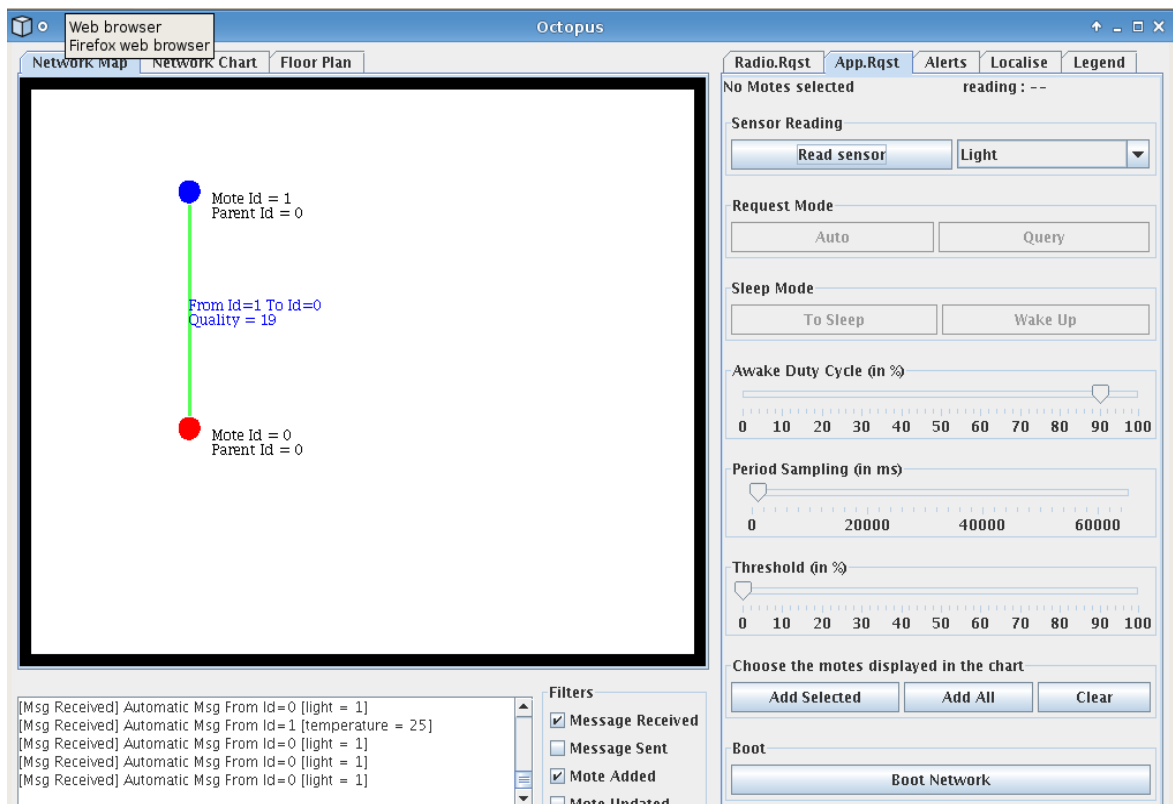 Octopus
Web browser
Firefox web browser
Network Map Network Chart Floor Plan
Mote Id = 1
Parent Id = 0
From Id=1 To Id=0
Quality = 19
Mote Id = 0
Parent Id = 0
[Msg Received] Automatic Msg From Id=0 [light = 1]
[Msg Received] Automatic Msg From Id=1 [temperature = 25]
[Msg Received] Automatic Msg From Id=0 [light = 1]
[Msg Received] Automatic Msg From Id=0 [light = 1]
[Msg Received] Automatic Msg From Id=0 [light = 1]
Filters
Message Received
Message Sent
Mote Added
Mote Updated
Radio.Rqst App.Rqst Alerts Localise Legend
No Motes selected reading : --
Sensor Reading
Read sensor Light
Request Mode
Auto Query
Sleep Mode
To Sleep Wake Up
Awake Duty Cycle (in %)
0 10 20 30 40 50 60 70 80 90 100
Period Sampling (in ms)
0 20000 40000 60000
Threshold (in %)
0 10 20 30 40 50 60 70 80 90 100
Choose the motes displayed in the chart
Add Selected Add All Clear
Boot
Boot Network